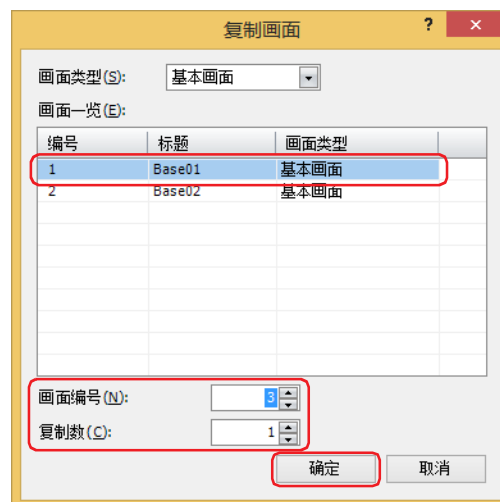 复制画面 ? ×
画面类型(S): 基本画面
画面一览(E):
编号 标题 画面类型
1 Base01 基本画面
2 Base02 基本画面
画面编号(N): 3
复制数(C): 1
确定 取消